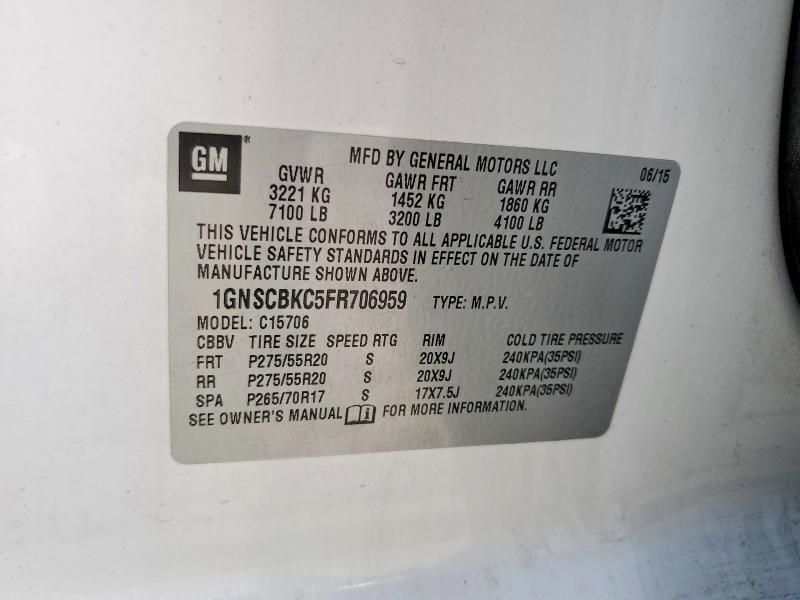 GM ®
MFD BY GENERAL MOTORS LLC 06/15
GVWR GAWR FRT GAWR RR
3221 KG 1452 KG 1860 KG
7100 LB 3200 LB 4100 LB
THIS VEHICLE CONFORMS TO ALL APPLICABLE U.S. FEDERAL MOTOR
VEHICLE SAFETY STANDARDS IN EFFECT ON THE DATE OF
MANUFACTURE SHOWN ABOVE.
1GNSCBKC5FR706959 TYPE: M.P.V.
MODEL: C15706
CBBV TIRE SIZE SPEED RTG RIM COLD TIRE PRESSURE
FRT P275/55R20 S 20X9J 240KPA(35PSI)
RR P275/55R20 S 20X9J 240KPA(35PSI)
SPA P265/70R17 S 17X7.5J 240KPA(35PSI)
SEE OWNER'S MANUAL i FOR MORE INFORMATION.